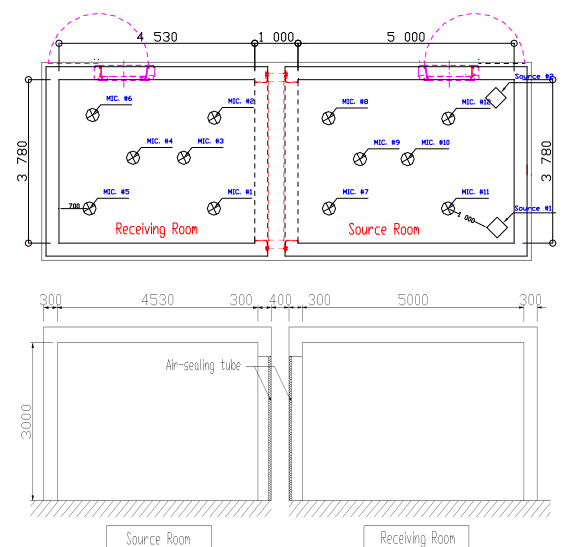 4 530 1 000 5 000
Source #2
MIC. #6 MIC. #2 MIC. #8 MIC. #12
3 780 MIC. #4 MIC. #3 MIC. #9 MIC. #10 3 780
MIC. #5 MIC. #1 MIC. #7 MIC. #11
700 1 000 Source #1
Receiving Room Source Room
300 4530 300 400 300 5000 300
Air-sealing tube
3000
Source Room Receiving Room